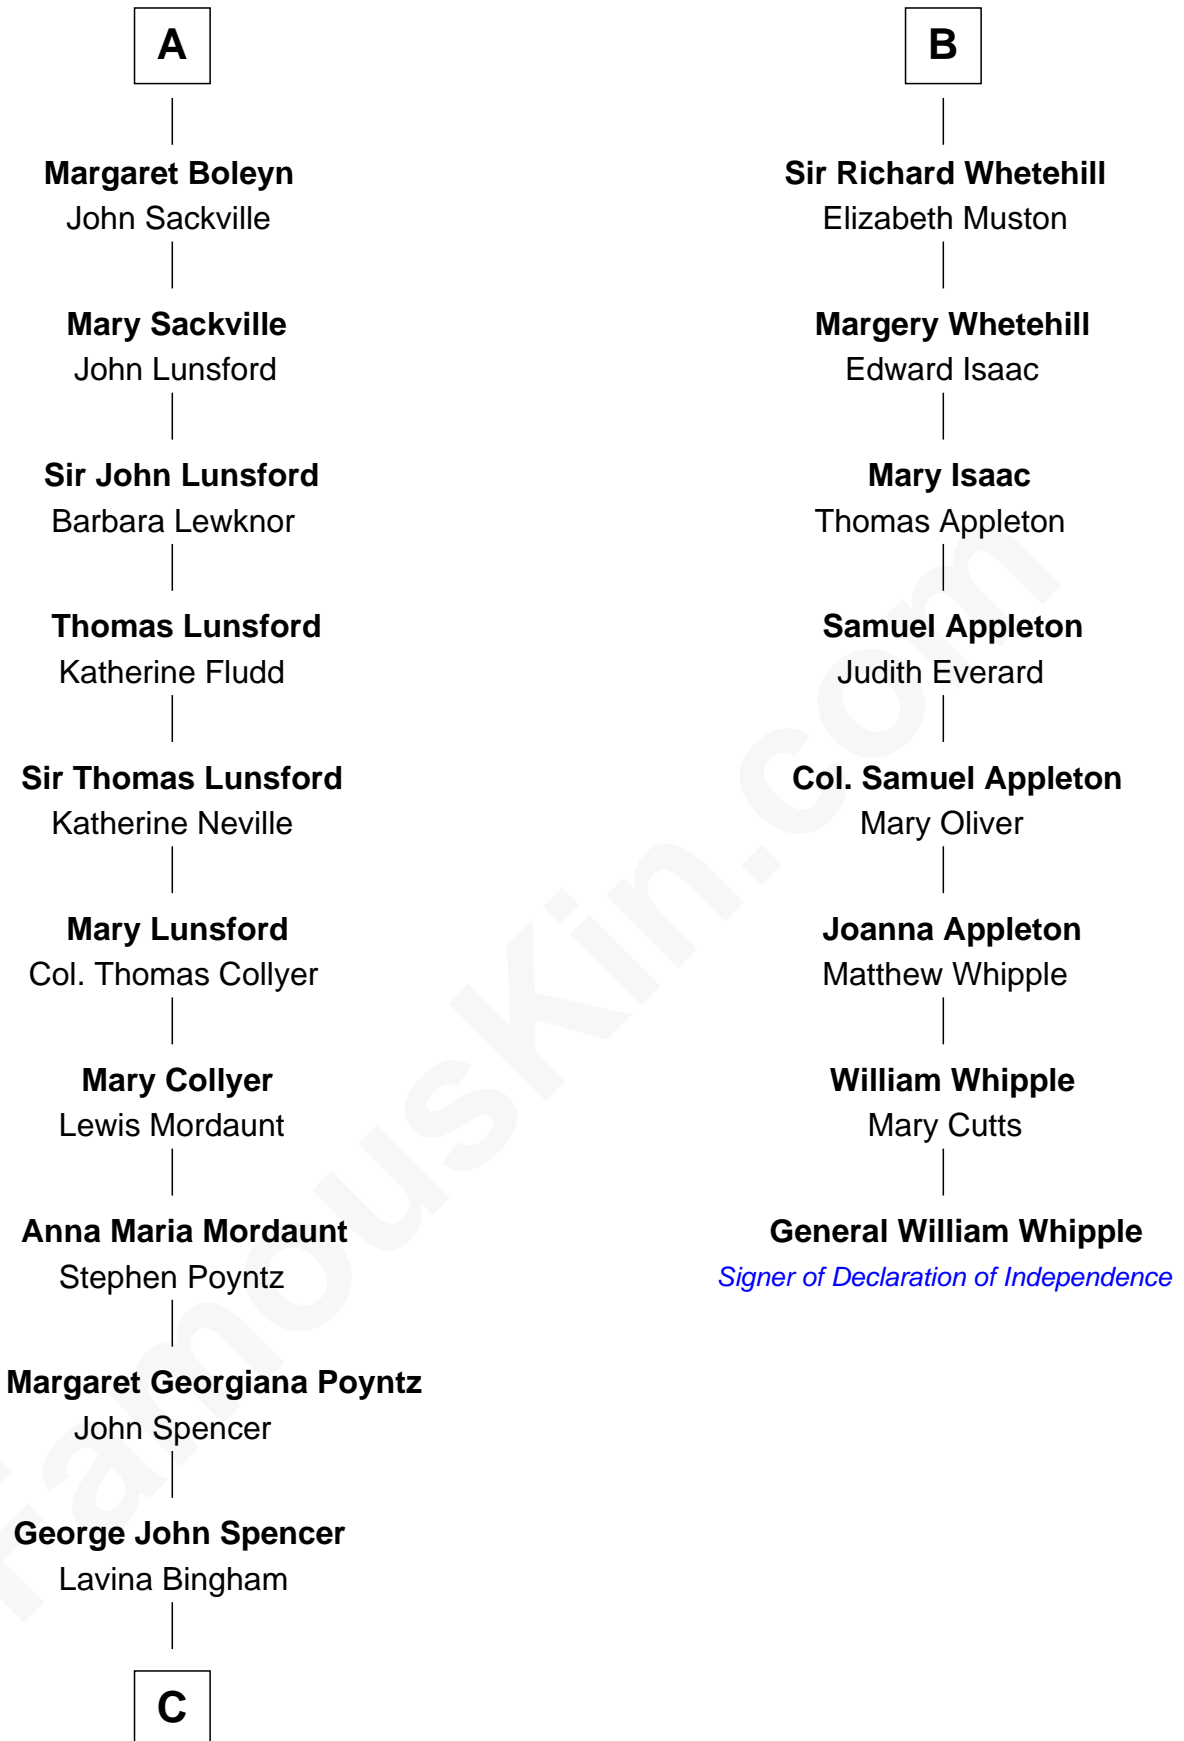 A
Margaret Boleyn
John Sackville
Mary Sackville
John Lunsford
Sir John Lunsford
Barbara Lewknor
Thomas Lunsford
Katherine Fludd
Sir Thomas Lunsford
Katherine Neville
Mary Lunsford
Col. Thomas Collyer
Mary Collyer
Lewis Mordaunt
Anna Maria Mordaunt
Stephen Poyntz
Margaret Georgiana Poyntz
John Spencer
George John Spencer
Lavina Bingham
C
B
Sir Richard Whetehill
Elizabeth Muston
Margery Whetehill
Edward Isaac
Mary Isaac
Thomas Appleton
Samuel Appleton
Judith Everard
Col. Samuel Appleton
Mary Oliver
Joanna Appleton
Matthew Whipple
William Whipple
Mary Cutts
General William Whipple
Signer of Declaration of Independence
FamousKin.com